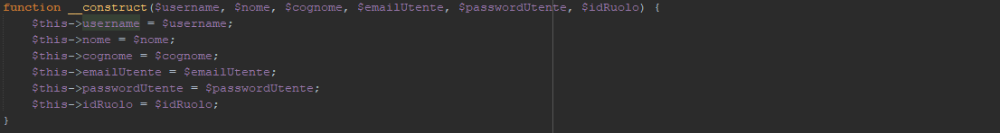 function __construct($username, $nome, $cognome, $emailUtente, $passwordUtente, $idRuolo) {
    $this->username = $username;
    $this->nome = $nome;
    $this->cognome = $cognome;
    $this->emailUtente = $emailUtente;
    $this->passwordUtente = $passwordUtente;
    $this->idRuolo = $idRuolo;
}